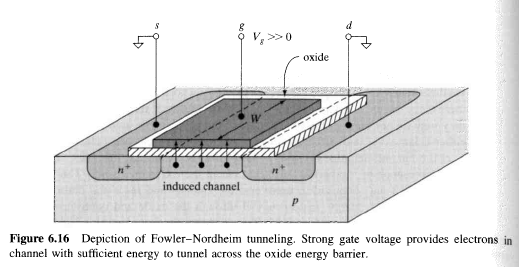 s
g
d
V_g >> 0
oxide
W
n+
n+
induced channel
p
Figure 6.16 Depiction of Fowler–Nordheim tunneling. Strong gate voltage provides electrons in
channel with sufficient energy to tunnel across the oxide energy barrier.